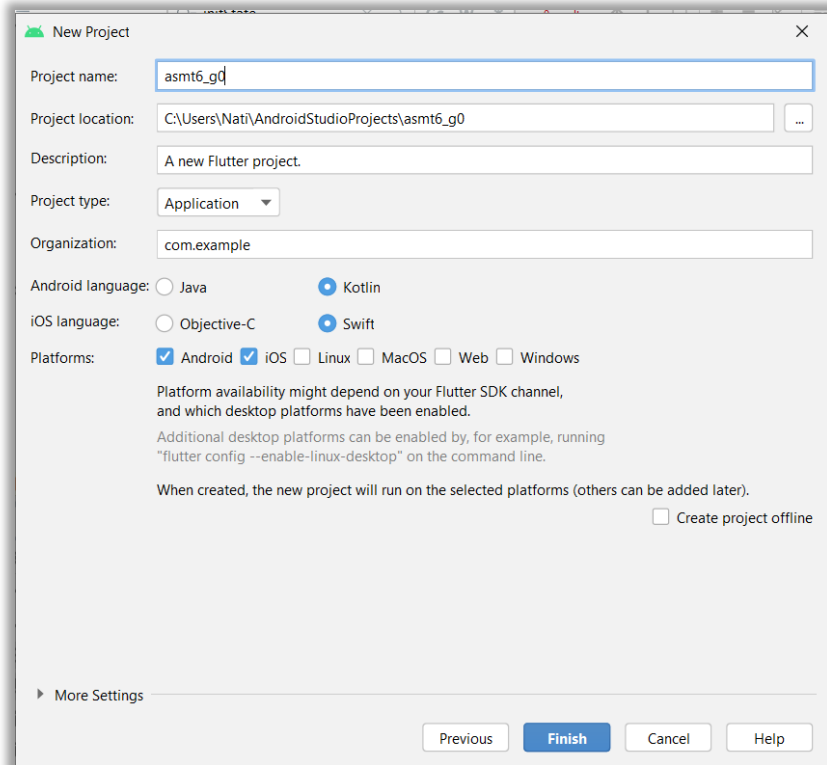 New Project
Project name: asmt6_g0
Project location: C:\Users\Nati\AndroidStudioProjects\asmt6_g0 ...
Description: A new Flutter project.
Project type: Application
Organization: com.example
Android language: Java Kotlin
iOS language: Objective-C Swift
Platforms: Android iOS Linux MacOS Web Windows
Platform availability might depend on your Flutter SDK channel,
and which desktop platforms have been enabled.
Additional desktop platforms can be enabled by, for example, running
"flutter config --enable-linux-desktop" on the command line.
When created, the new project will run on the selected platforms (others can be added later).
Create project offline
More Settings
Previous Finish Cancel Help